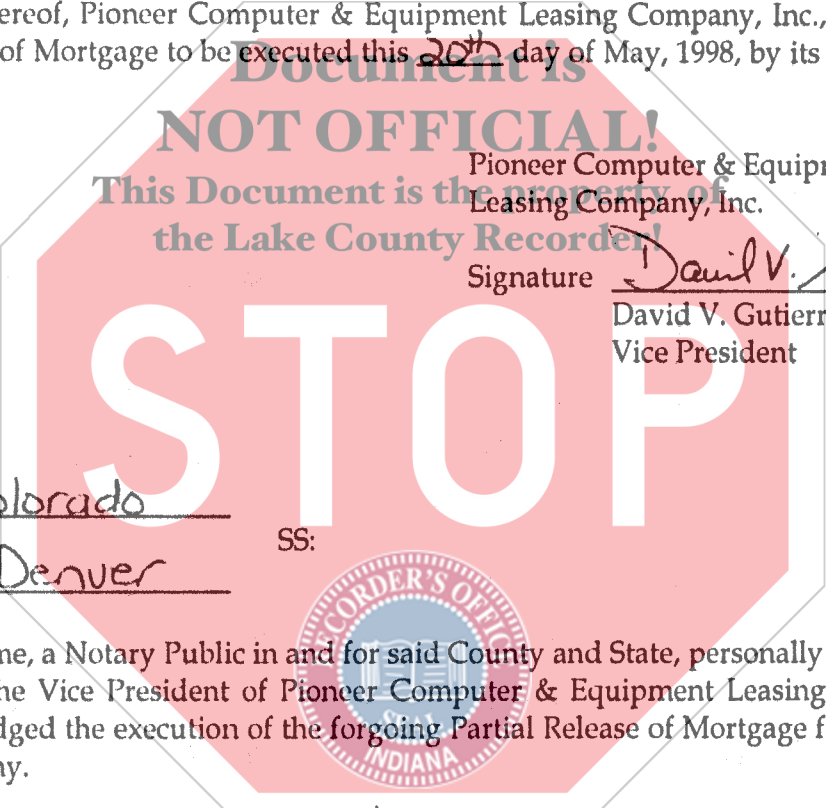 ereof, Pioneer Computer & Equipment Leasing Company, Inc.,
of Mortgage to be executed this 20th day of May, 1998, by its
Document is
NOT OFFICIAL!
This Document is the property of
the Lake County Recorder!
Pioneer Computer & Equipm
Leasing Company, Inc.
Signature David V.
David V. Gutierr
Vice President
STOP
olorado
SS:
Denver
RECORDER'S OFFICE
SEAL
INDIANA
me, a Notary Public in and for said County and State, personally
he Vice President of Pioneer Computer & Equipment Leasing
dged the execution of the forgoing Partial Release of Mortgage f
ny.